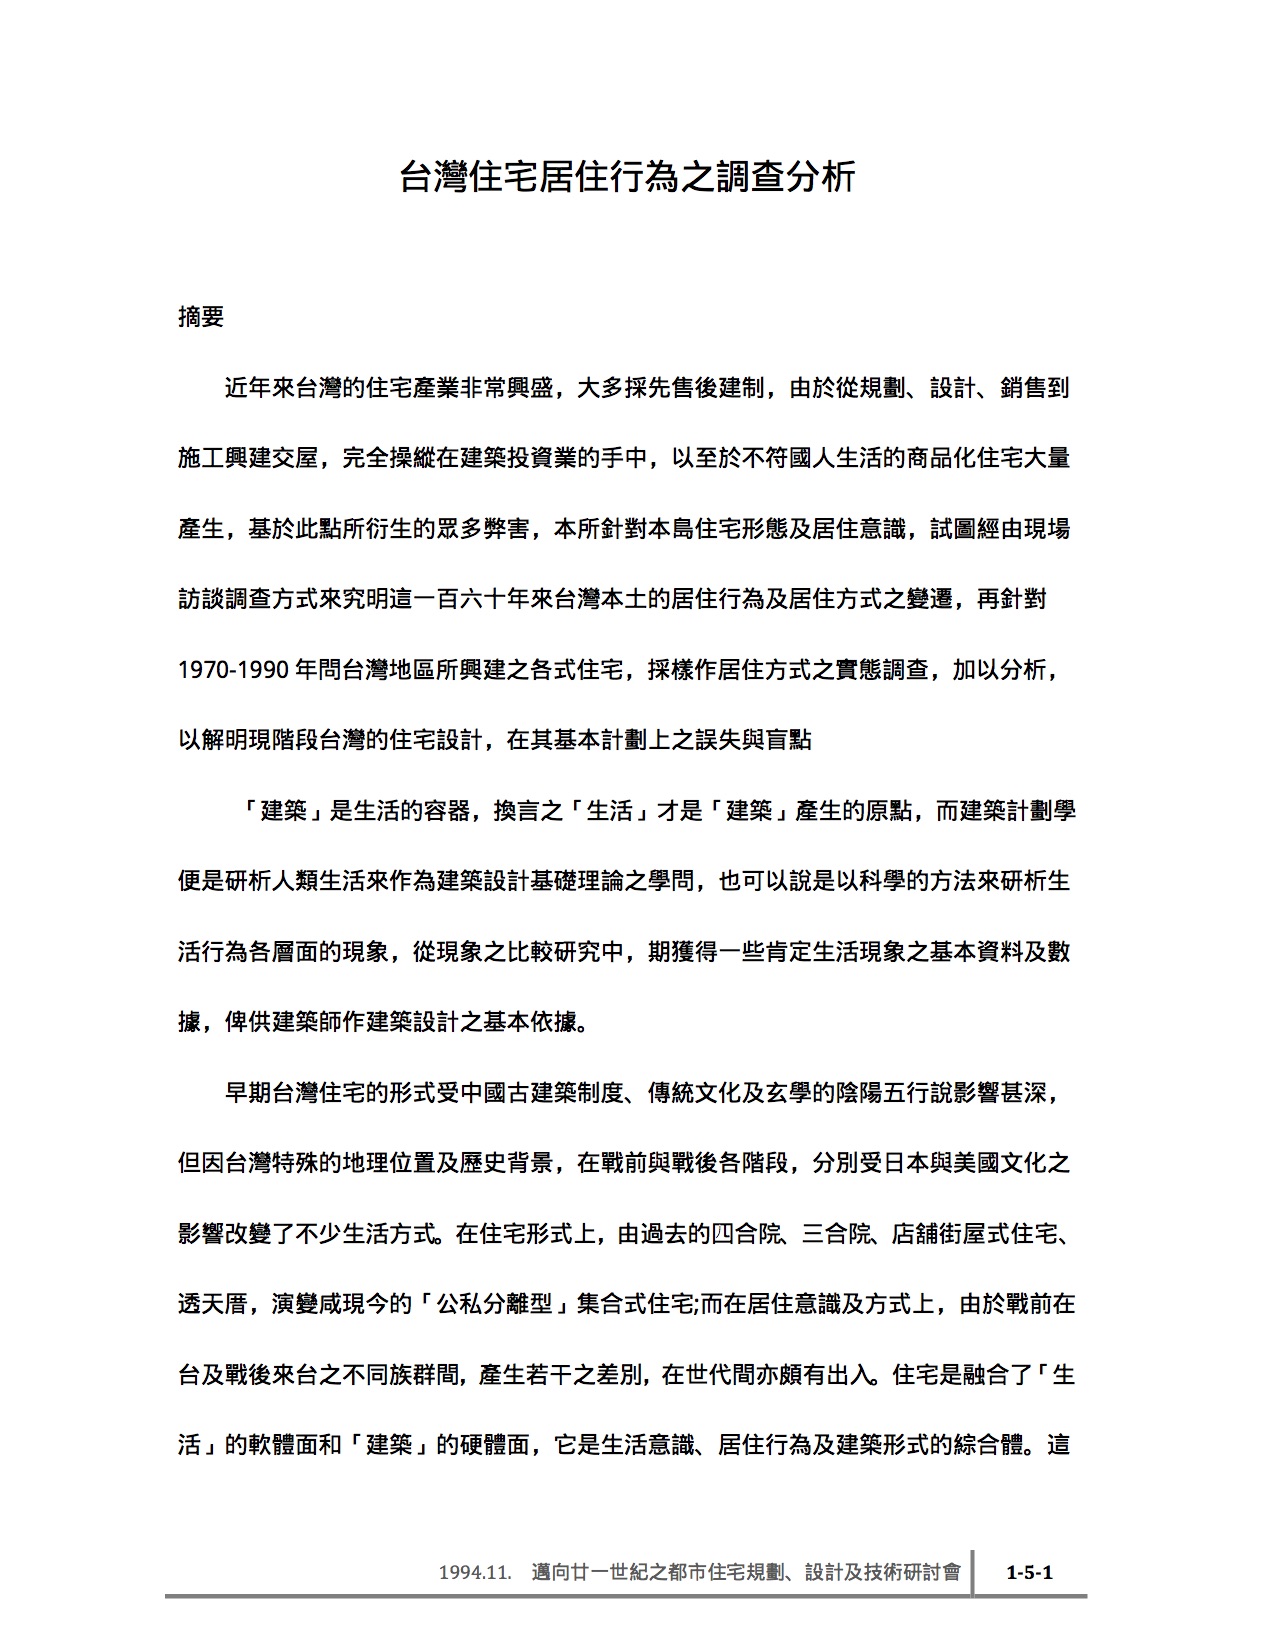 台灣住宅居住行為之調查分析
摘要
近年來台灣的住宅產業非常興盛，大多採先售後建制，由於從規劃、設計、銷售到
施工興建交屋，完全操縱在建築投資業的手中，以至於不符國人生活的商品化住宅大量
產生，基於此點所衍生的眾多弊害，本所針對本島住宅形態及居住意識，試圖經由現場
訪談調查方式來究明這一百六十年來台灣本土的居住行為及居住方式之變遷，再針對
1970-1990 年問台灣地區所興建之各式住宅，採樣作居住方式之實態調查，加以分析，
以解明現階段台灣的住宅設計，在其基本計劃上之誤失與盲點
「建築」是生活的容器，換言之「生活」才是「建築」產生的原點，而建築計劃學
便是研析人類生活來作為建築設計基礎理論之學問，也可以說是以科學的方法來研析生
活行為各層面的現象，從現象之比較研究中，期獲得一些肯定生活現象之基本資料及數
據，俾供建築師作建築設計之基本依據。
早期台灣住宅的形式受中國古建築制度、傳統文化及玄學的陰陽五行說影響甚深，
但因台灣特殊的地理位置及歷史背景，在戰前與戰後各階段，分別受日本與美國文化之
影響改變了不少生活方式。在住宅形式上，由過去的四合院、三合院、店舖街屋式住宅、
透天厝，演變咸現今的「公私分離型」集合式住宅;而在居住意識及方式上，由於戰前在
台及戰後來台之不同族群間，產生若干之差別，在世代間亦頗有出入。住宅是融合了「生
活」的軟體面和「建築」的硬體面，它是生活意識、居住行為及建築形式的綜合體。這
1994.11. 邁向廿一世紀之都市住宅規劃、設計及技術研討會 1-5-1